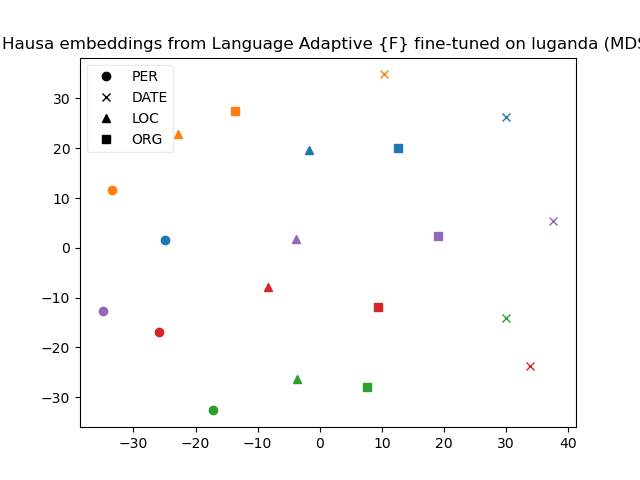 Hausa embeddings from Language Adaptive {F} fine-tuned on luganda (MDS
PER
DATE
LOC
ORG
30
20
10
0
−10
−20
−30
−30 −20 −10 0 10 20 30 40